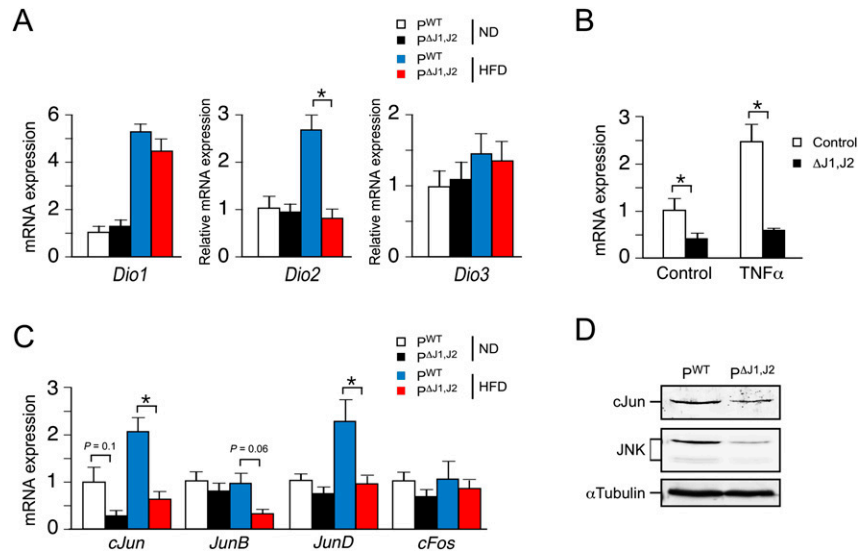 A
P^WT
P^ΔJ1,J2
ND
P^WT
P^ΔJ1,J2
HFD
mRNA expression
6
4
2
0
Dio1
Relative mRNA expression
3
2
1
0
Dio2
*
Relative mRNA expression
2
1
0
Dio3
B
mRNA expression
3
2
1
0
*
*
Control
ΔJ1,J2
Control
TNFα
C
P^WT
P^ΔJ1,J2
ND
P^WT
P^ΔJ1,J2
HFD
mRNA expression
3
2
1
0
P = 0.1
*
P = 0.06
*
cJun
JunB
JunD
cFos
D
P^WT
P^ΔJ1,J2
cJun
JNK
αTubulin